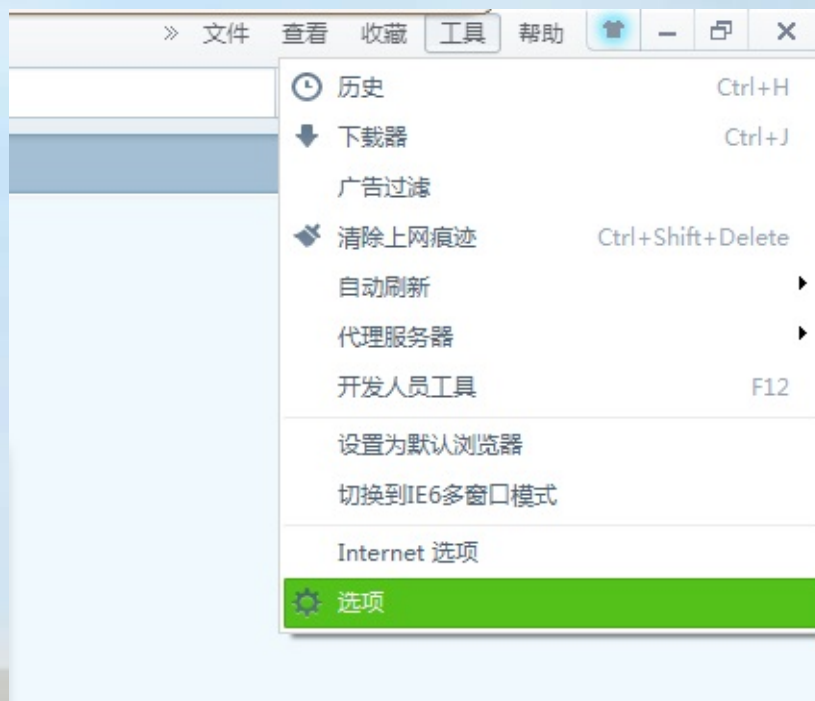 » 文件 查看 收藏 工具 帮助
历史 Ctrl+H
下载器 Ctrl+J
广告过滤
清除上网痕迹 Ctrl+Shift+Delete
自动刷新
代理服务器
开发人员工具 F12
设置为默认浏览器
切换到IE6多窗口模式
Internet 选项
选项